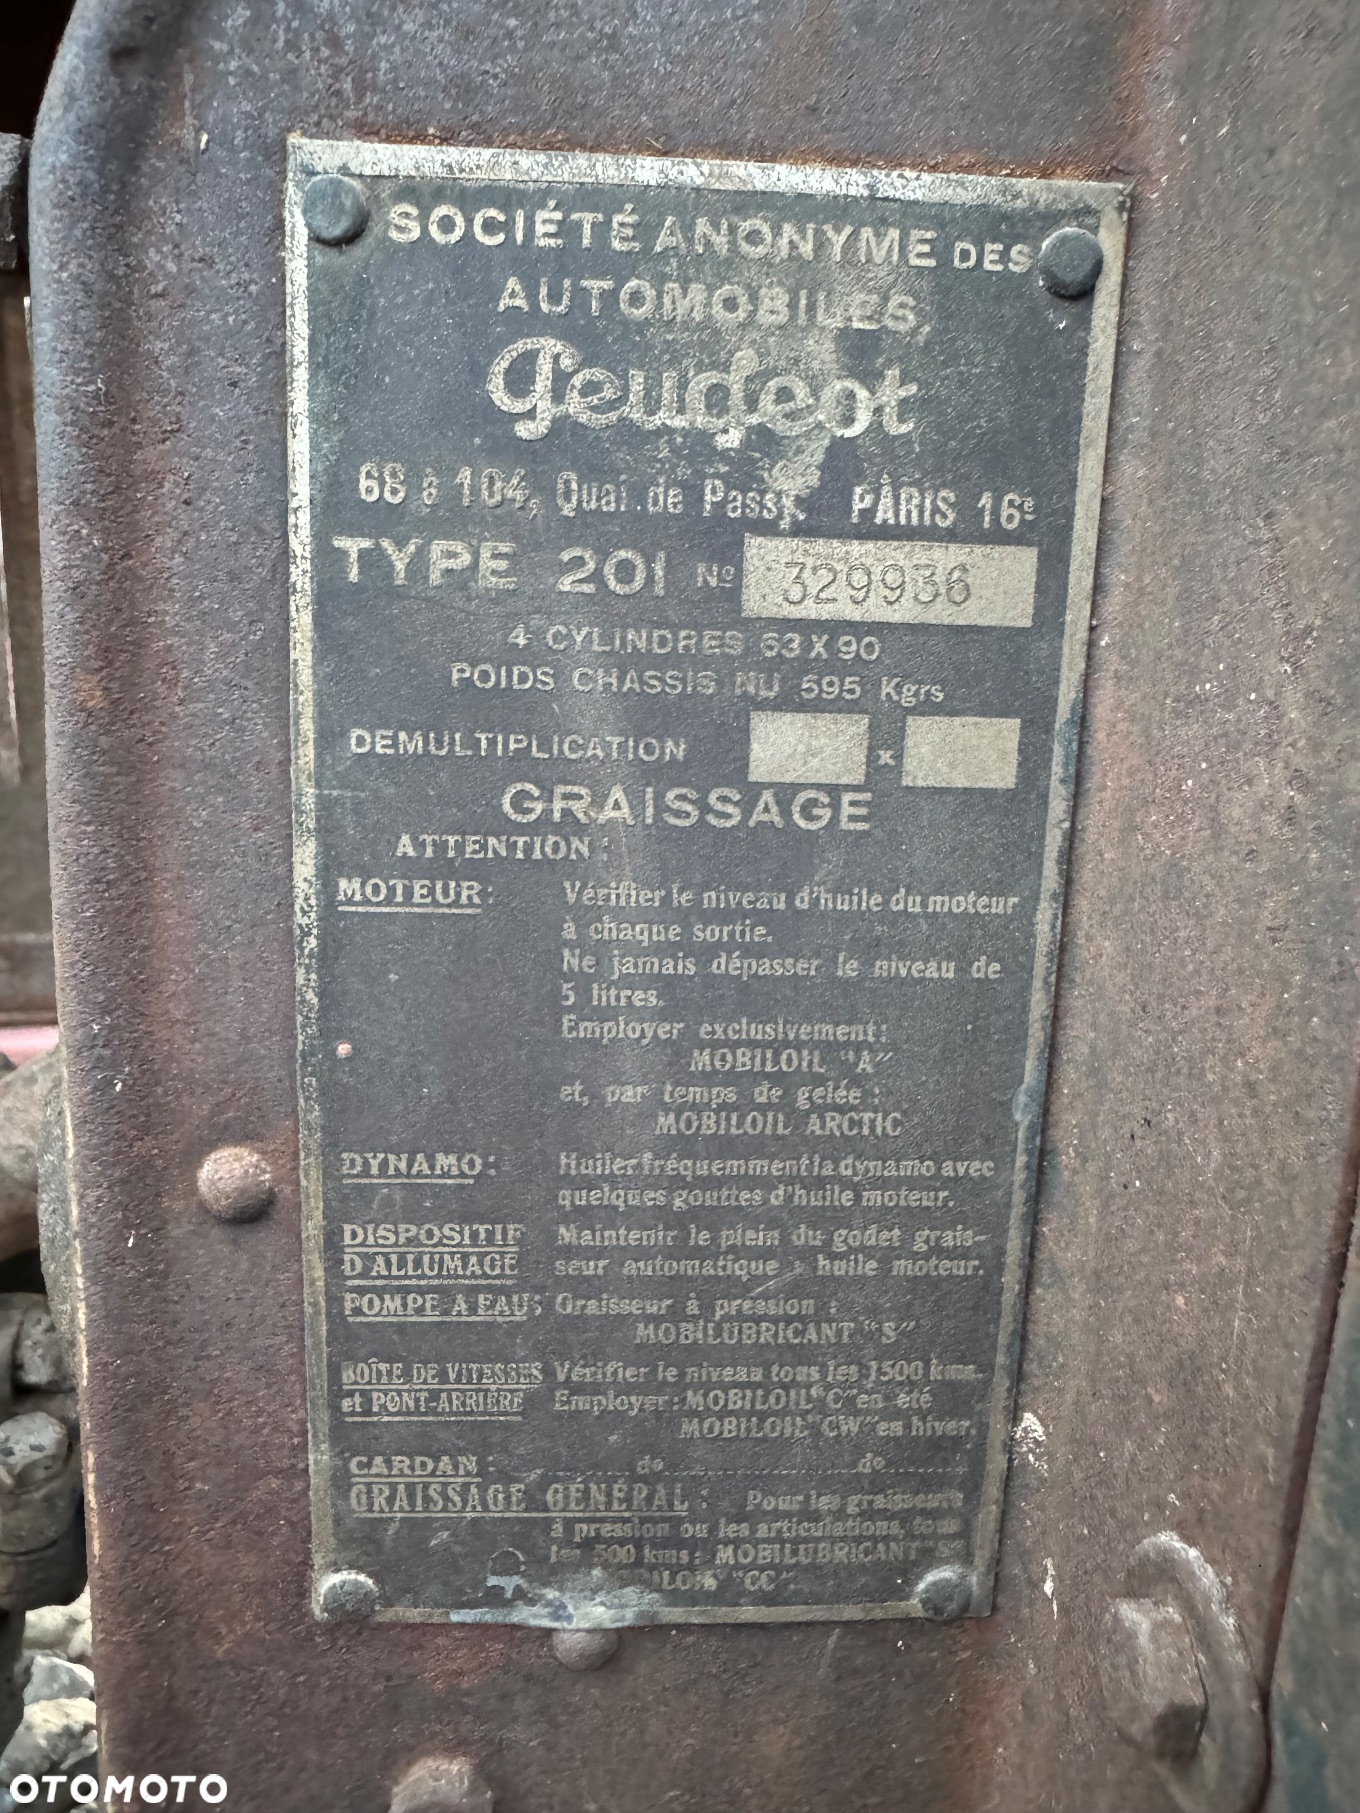 SOCIÉTÉ ANONYME DES
AUTOMOBILES
Peugeot
68 à 104, Quai de Passy. PARIS 16e
TYPE 201 No 329936
4 CYLINDRES 63 X 90
POIDS CHASSIS NU 595 Kgrs
DEMULTIPLICATION x
GRAISSAGE
ATTENTION :
MOTEUR : Vérifier le niveau d'huile du moteur
à chaque sortie.
Ne jamais dépasser le niveau de
5 litres.
Employer exclusivement :
MOBILOIL "A"
et, par temps de gelée :
MOBILOIL ARCTIC
DYNAMO : Huiler fréquemment la dynamo avec
quelques gouttes d'huile moteur.
DISPOSITIF Maintenir le plein du godet grais-
D'ALLUMAGE seur automatique : huile moteur.
POMPE A EAU : Graisseur à pression :
MOBILUBRICANT "S"
BOÎTE DE VITESSES Vérifier le niveau tous les 1500 kms.
et PONT-ARRIÈRE Employer : MOBILOIL "C" en été
MOBILOIL "CW" en hiver.
CARDAN : ........do..............do........
GRAISSAGE GÉNÉRAL : Pour les graisseurs
à pression ou les articulations, tous
les 500 kms : MOBILUBRICANT "S"
"CC".
OTOMOTO